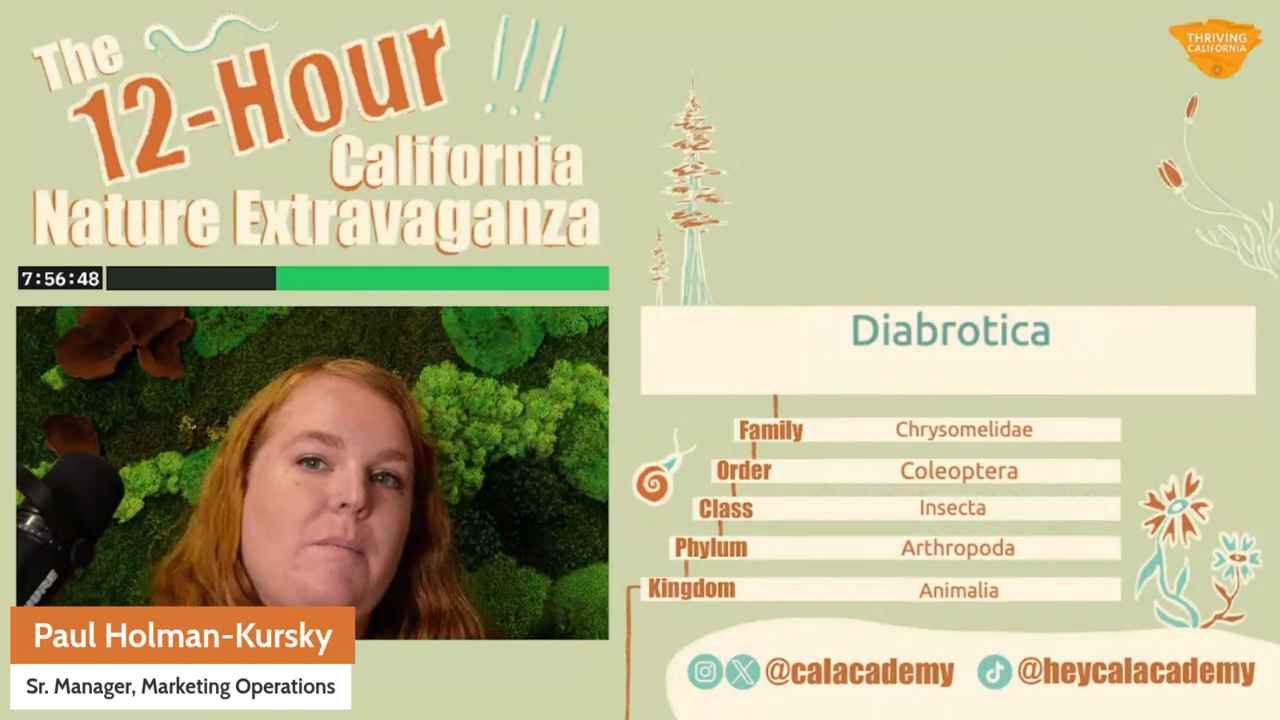 The
12-Hour
!!!
California
Nature Extravaganza
THRIVING
CALIFORNIA
7:56:48
Diabrotica
Family Chrysomelidae
Order Coleoptera
Class Insecta
Phylum Arthropoda
Kingdom Animalia
Paul Holman-Kursky
Sr. Manager, Marketing Operations
@calacademy @heycalacademy